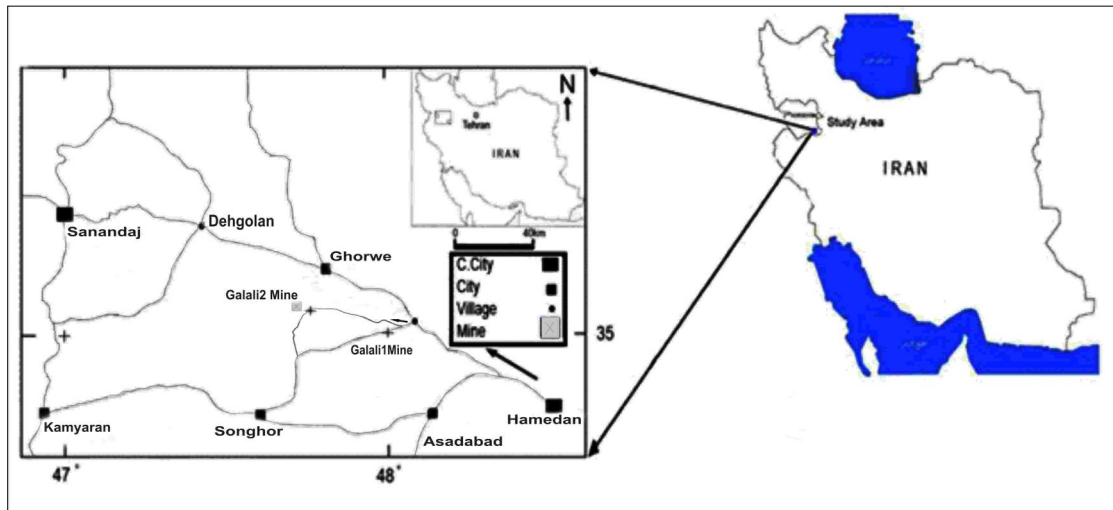 N
Tehran
IRAN
Sanandaj
Dehgolan
Ghorwe
Galali2 Mine
Galali1Mine
0
40km
C.City
City
Village
Mine
35
Kamyaran
Songhor
Asadabad
Hamedan
47°
48°
Study Area
IRAN